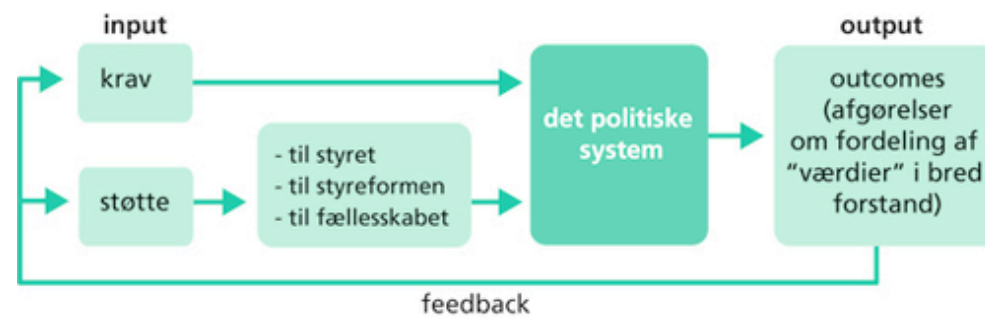 input
krav
støtte
- til styret
- til styreformen
- til fællesskabet
det politiske
system
output
outcomes
(afgørelser
om fordeling af
“værdier” i bred
forstand)
feedback